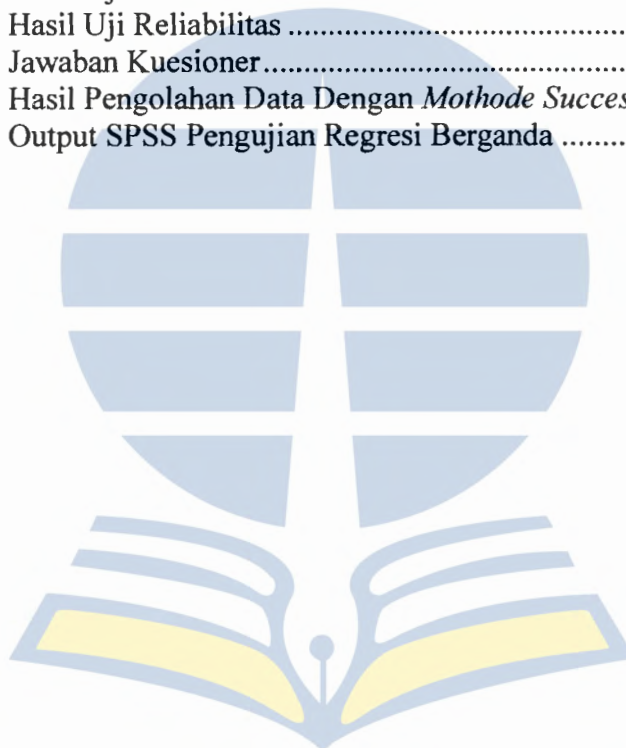 Hasil Uji Reliabilitas ..........................................
Jawaban Kuesioner..............................................
Hasil Pengolahan Data Dengan Mothode Succes
Output SPSS Pengujian Regresi Berganda .........